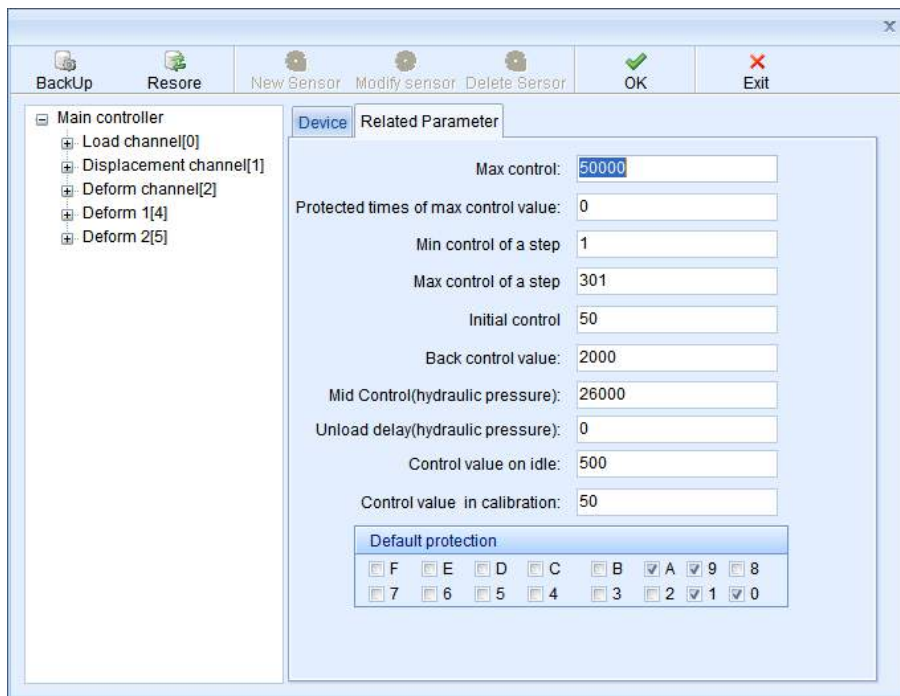 x
BackUp Resore New Sensor Modify sensor Delete Sersor OK Exit
Main controller
Load channel[0]
Displacement channel[1]
Deform channel[2]
Deform 1[4]
Deform 2[5]
Device Related Parameter
Max control: 50000
Protected times of max control value: 0
Min control of a step 1
Max control of a step 301
Initial control 50
Back control value: 2000
Mid Control(hydraulic pressure): 26000
Unload delay(hydraulic pressure): 0
Control value on idle: 500
Control value in calibration: 50
Default protection
F E D C B A 9 8
7 6 5 4 3 2 1 0